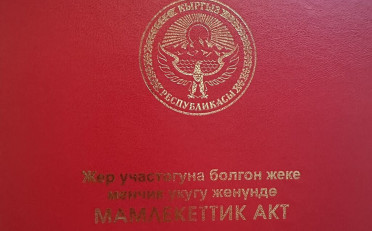 КЫРГЫЗ
РЕСПУБЛИКАСЫ
Жер участогуна болгон жеке
менчик укугу жөнүндө
МАМЛЕКЕТТИК АКТ